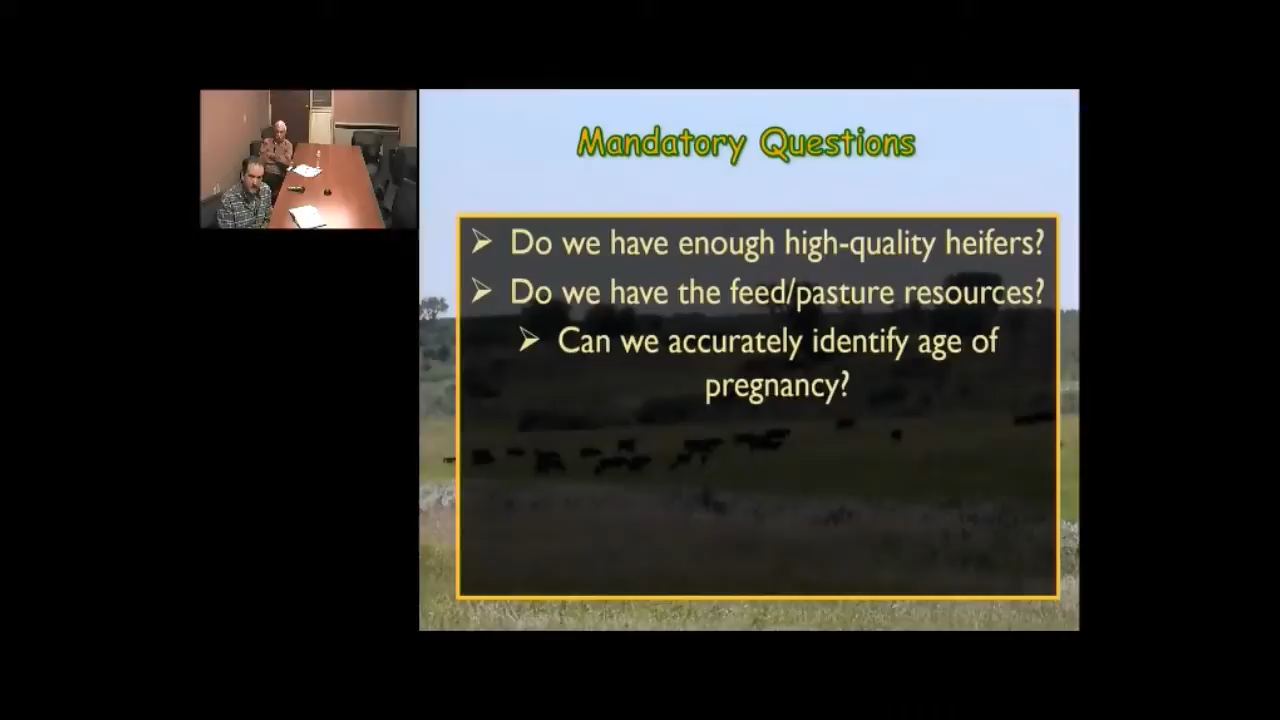 Mandatory Questions
➢ Do we have enough high-quality heifers?
➢ Do we have the feed/pasture resources?
➢ Can we accurately identify age of
pregnancy?